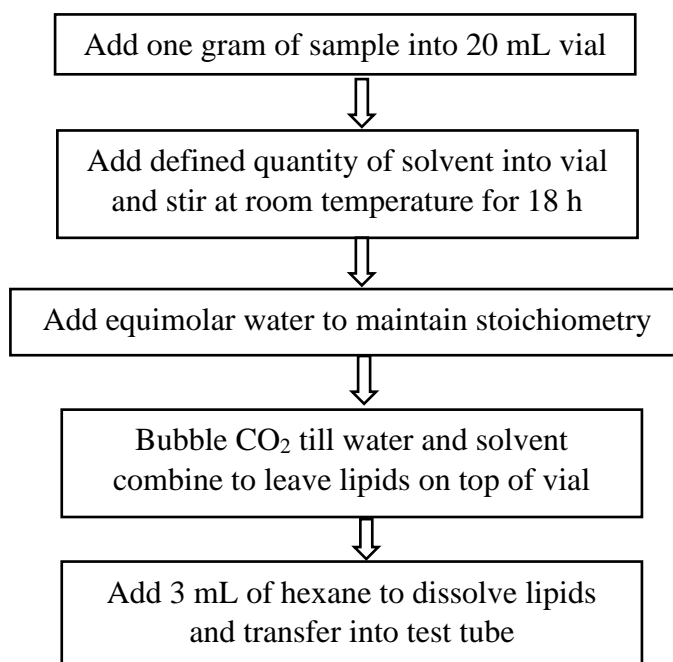 Add one gram of sample into 20 mL vial
Add defined quantity of solvent into vial
and stir at room temperature for 18 h
Add equimolar water to maintain stoichiometry
Bubble CO₂ till water and solvent
combine to leave lipids on top of vial
Add 3 mL of hexane to dissolve lipids
and transfer into test tube